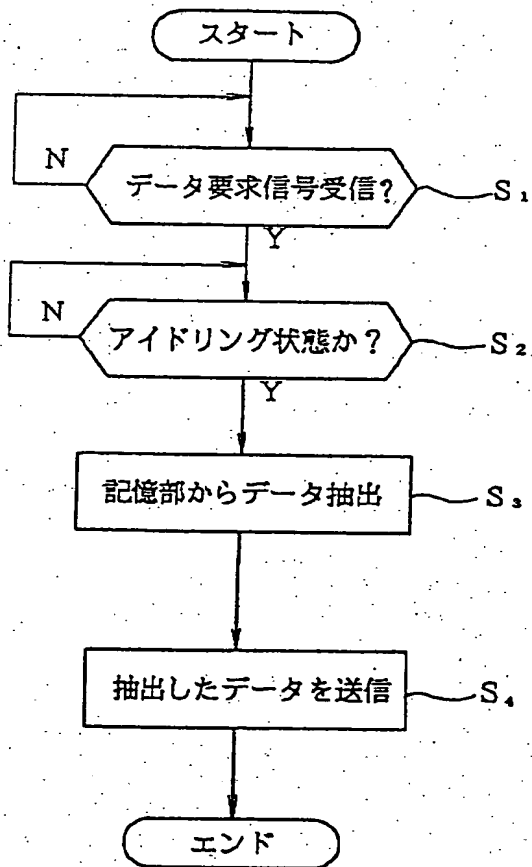 スタート
N
データ要求信号受信?
S₁
Y
N
アイドリング状態か?
S₂
Y
記憶部からデータ抽出
S₃
抽出したデータを送信
S₄
エンド